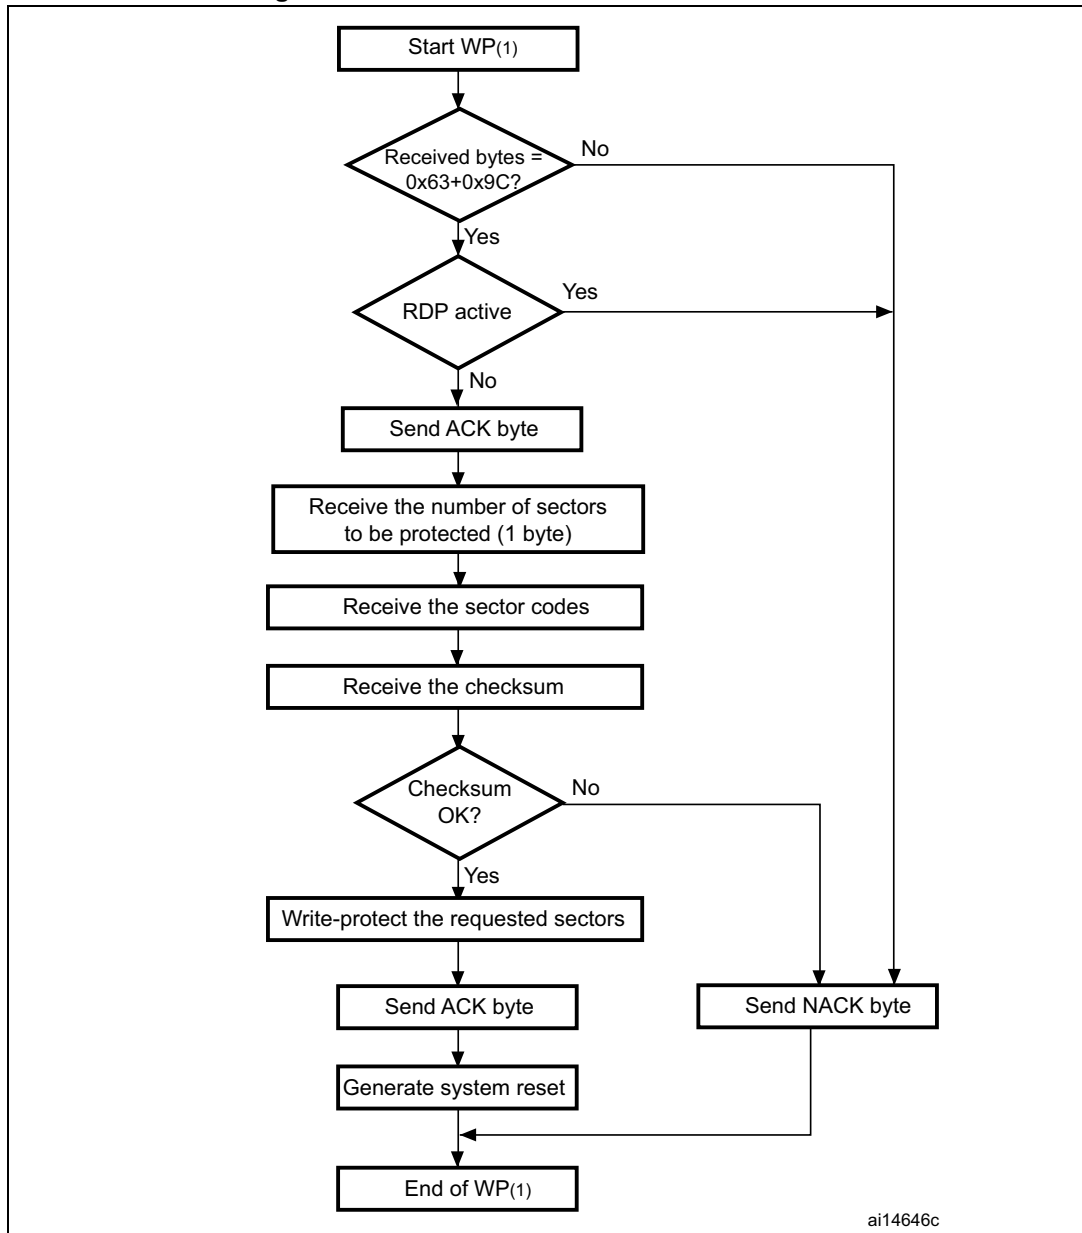 Start WP(1)
Received bytes =
0x63+0x9C?
No
Yes
RDP active
Yes
No
Send ACK byte
Receive the number of sectors
to be protected (1 byte)
Receive the sector codes
Receive the checksum
Checksum
OK?
No
Yes
Write-protect the requested sectors
Send ACK byte
Send NACK byte
Generate system reset
End of WP(1)
ai14646c